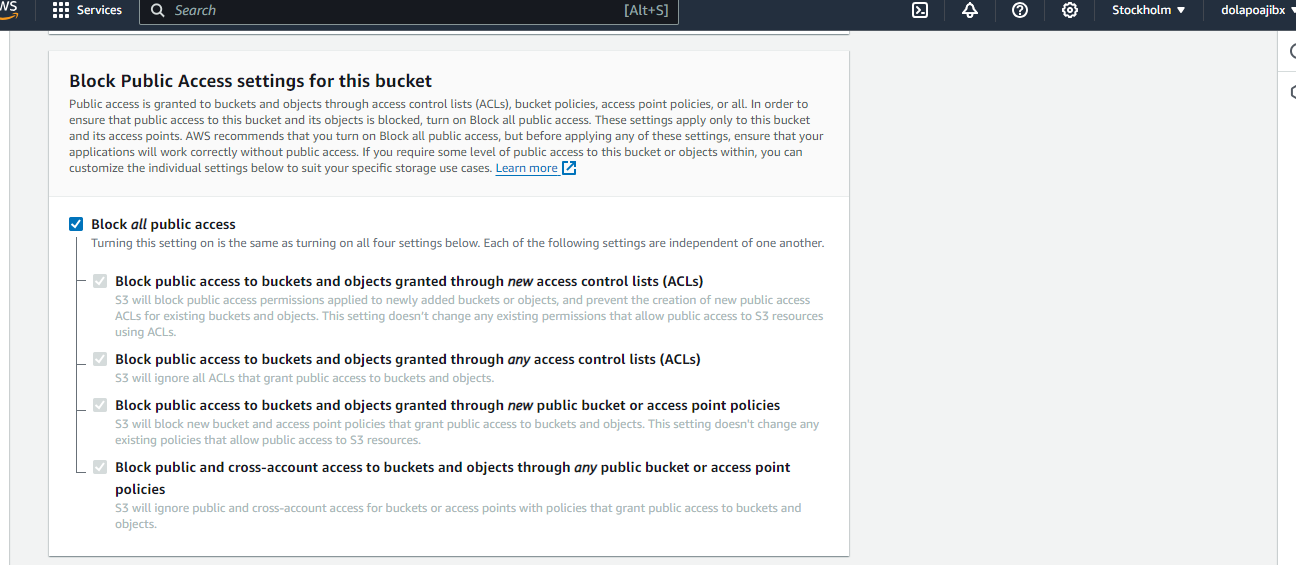 WS
Services
Search
[Alt+S]
Stockholm
dolapoajibx
Block Public Access settings for this bucket
Public access is granted to buckets and objects through access control lists (ACLs), bucket policies, access point policies, or all. In order to
ensure that public access to this bucket and its objects is blocked, turn on Block all public access. These settings apply only to this bucket
and its access points. AWS recommends that you turn on Block all public access, but before applying any of these settings, ensure that your
applications will work correctly without public access. If you require some level of public access to this bucket or objects within, you can
customize the individual settings below to suit your specific storage use cases. Learn more
Block all public access
Turning this setting on is the same as turning on all four settings below. Each of the following settings are independent of one another.
Block public access to buckets and objects granted through new access control lists (ACLs)
S3 will block public access permissions applied to newly added buckets or objects, and prevent the creation of new public access
ACLs for existing buckets and objects. This setting doesn't change any existing permissions that allow public access to S3 resources
using ACLs.
Block public access to buckets and objects granted through any access control lists (ACLs)
S3 will ignore all ACLs that grant public access to buckets and objects.
Block public access to buckets and objects granted through new public bucket or access point policies
S3 will block new bucket and access point policies that grant public access to buckets and objects. This setting doesn't change any
existing policies that allow public access to S3 resources.
Block public and cross-account access to buckets and objects through any public bucket or access point
policies
S3 will ignore public and cross-account access for buckets or access points with policies that grant public access to buckets and
objects.